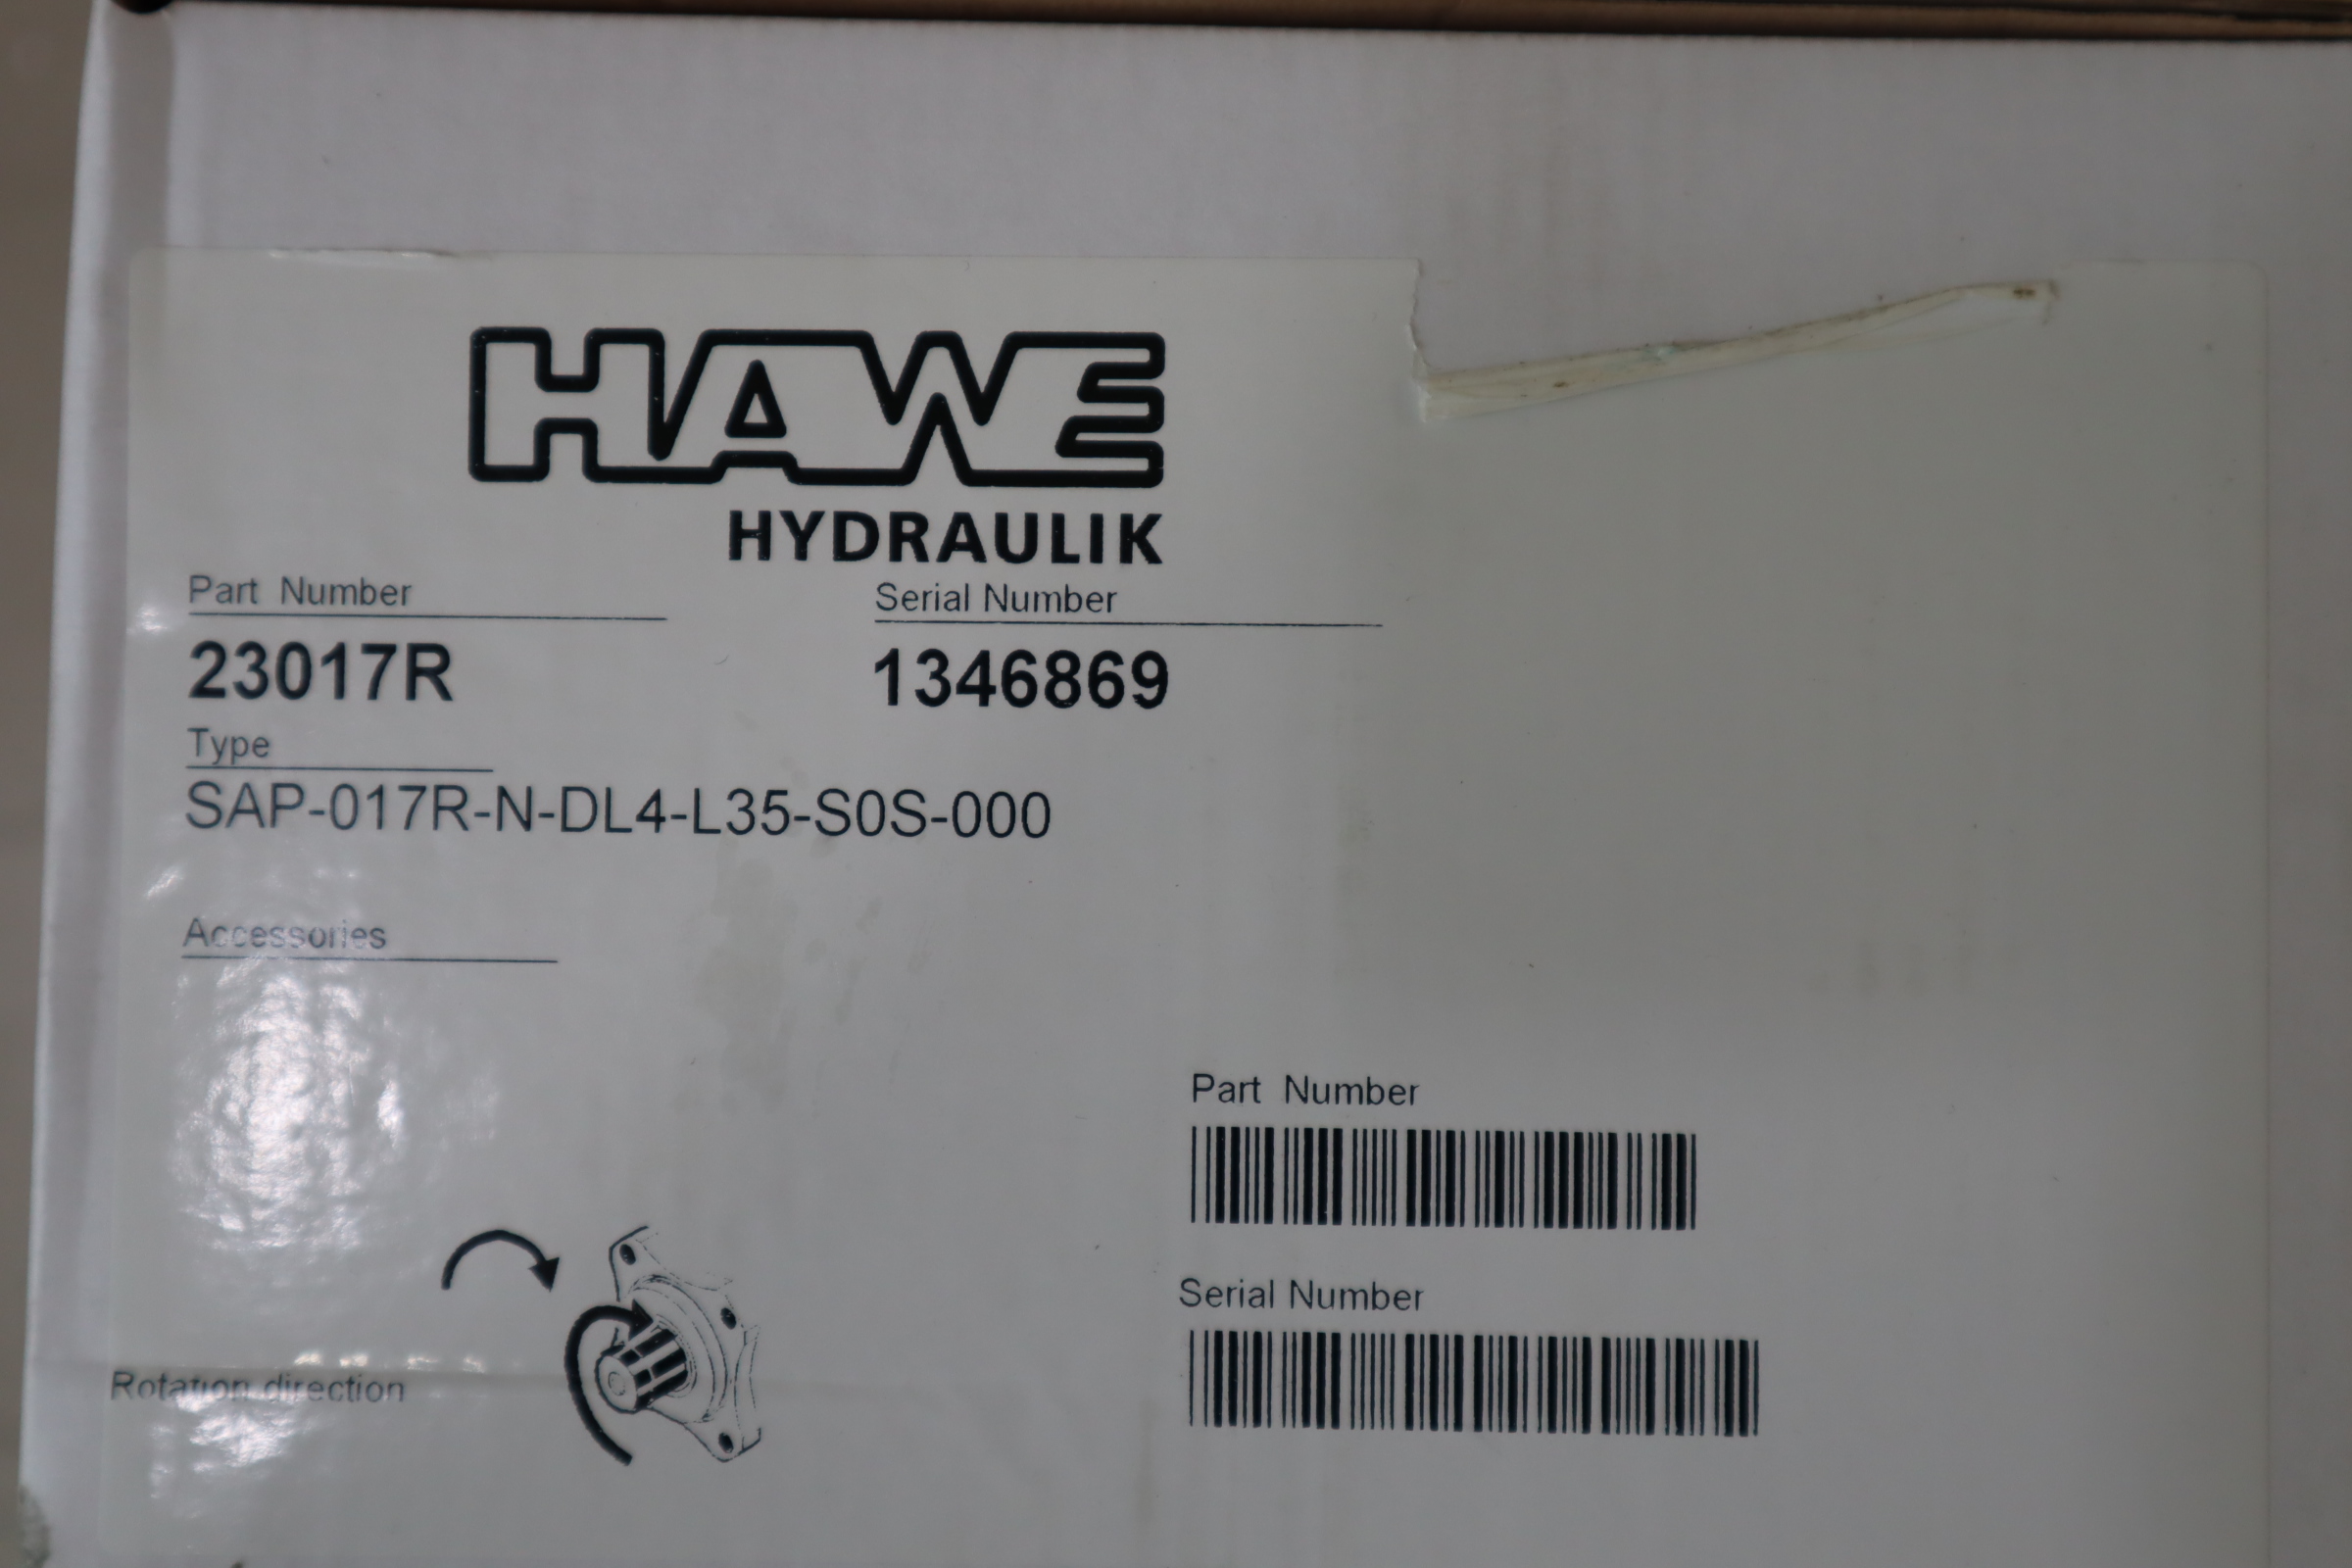 HAWE
HYDRAULIK
Part Number Serial Number
23017R 1346869
Type
SAP-017R-N-DL4-L35-S0S-000
Accessories
Part Number
Serial Number
Rotation direction